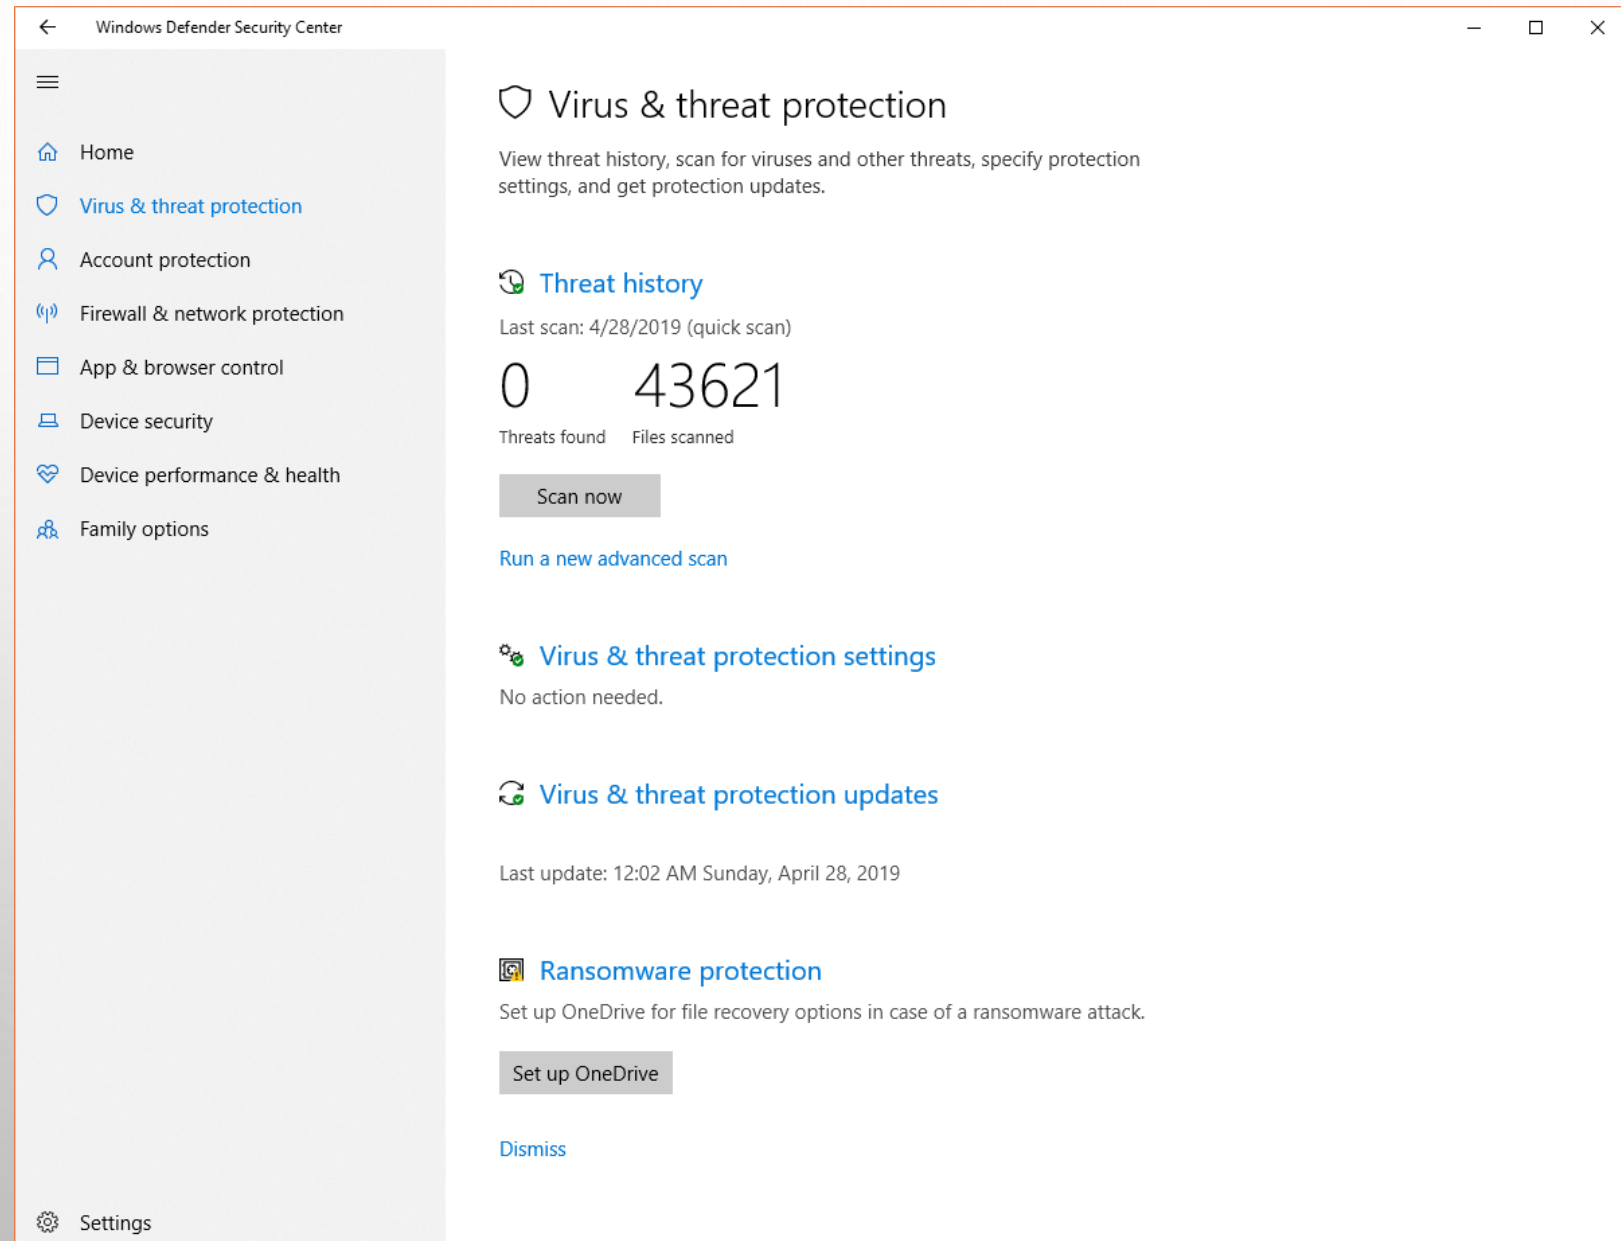 Windows Defender Security Center
Home
Virus & threat protection
Account protection
Firewall & network protection
App & browser control
Device security
Device performance & health
Family options
Settings
Virus & threat protection
View threat history, scan for viruses and other threats, specify protection
settings, and get protection updates.
Threat history
Last scan: 4/28/2019 (quick scan)
0 43621
Threats found Files scanned
Scan now
Run a new advanced scan
Virus & threat protection settings
No action needed.
Virus & threat protection updates
Last update: 12:02 AM Sunday, April 28, 2019
Ransomware protection
Set up OneDrive for file recovery options in case of a ransomware attack.
Set up OneDrive
Dismiss